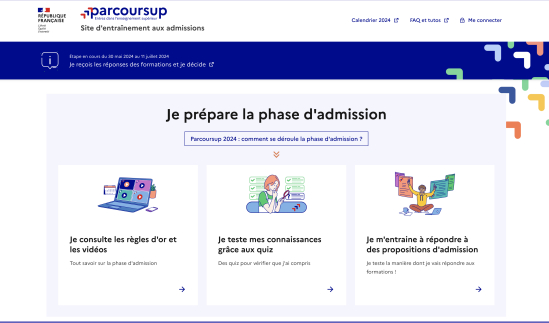 RÉPUBLIQUE
FRANÇAISE
parcoursup
Entrez dans l'enseignement supérieur
Site d'entraînement aux admissions
Calendrier 2024
FAQ et tutos
Me connecter
Étape en cours du 30 mai 2024 au 11 juillet 2024
Je reçois les réponses des formations et je décide
Je prépare la phase d'admission
Parcoursup 2024 : comment se déroule la phase d'admission ?
Je consulte les règles d'or et
les vidéos
Tout savoir sur la phase d'admission
Je teste mes connaissances
grâce aux quiz
Des quiz pour vérifier que j'ai compris
Je m'entraine à répondre à
des propositions d'admission
Je teste la manière dont je vais répondre aux
formations !